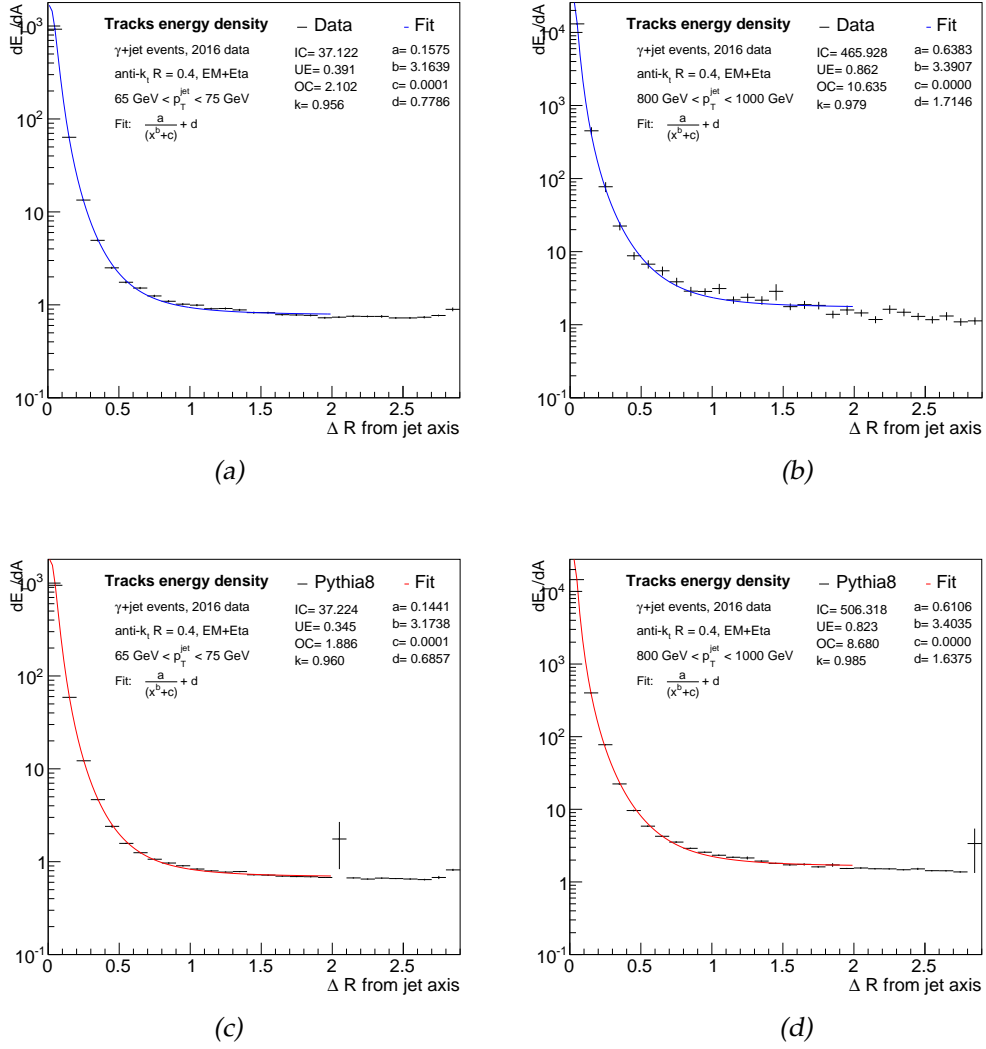 dE_T/dA
Tracks energy density
– Data
– Fit
γ+jet events, 2016 data
anti-k_t R = 0.4, EM+Eta
65 GeV < p_T^jet < 75 GeV
Fit: a/(x^b+c) + d
IC= 37.122
UE= 0.391
OC= 2.102
k= 0.956
a= 0.1575
b= 3.1639
c= 0.0001
d= 0.7786
10^3
10^2
10
1
10^-1
0 0.5 1 1.5 2 2.5
Δ R from jet axis
(a)
dE_T/dA
Tracks energy density
– Data
– Fit
γ+jet events, 2016 data
anti-k_t R = 0.4, EM+Eta
800 GeV < p_T^jet < 1000 GeV
Fit: a/(x^b+c) + d
IC= 465.928
UE= 0.862
OC= 10.635
k= 0.979
a= 0.6383
b= 3.3907
c= 0.0000
d= 1.7146
10^4
10^3
10^2
10
1
10^-1
0 0.5 1 1.5 2 2.5
Δ R from jet axis
(b)
dE_T/dA
Tracks energy density
– Pythia8
– Fit
γ+jet events, 2016 data
anti-k_t R = 0.4, EM+Eta
65 GeV < p_T^jet < 75 GeV
Fit: a/(x^b+c) + d
IC= 37.224
UE= 0.345
OC= 1.886
k= 0.960
a= 0.1441
b= 3.1738
c= 0.0001
d= 0.6857
10^3
10^2
10
1
10^-1
0 0.5 1 1.5 2 2.5
Δ R from jet axis
(c)
dE_T/dA
Tracks energy density
– Pythia8
– Fit
γ+jet events, 2016 data
anti-k_t R = 0.4, EM+Eta
800 GeV < p_T^jet < 1000 GeV
Fit: a/(x^b+c) + d
IC= 506.318
UE= 0.823
OC= 8.680
k= 0.985
a= 0.6106
b= 3.4035
c= 0.0000
d= 1.6375
10^4
10^3
10^2
10
1
10^-1
0 0.5 1 1.5 2 2.5
Δ R from jet axis
(d)